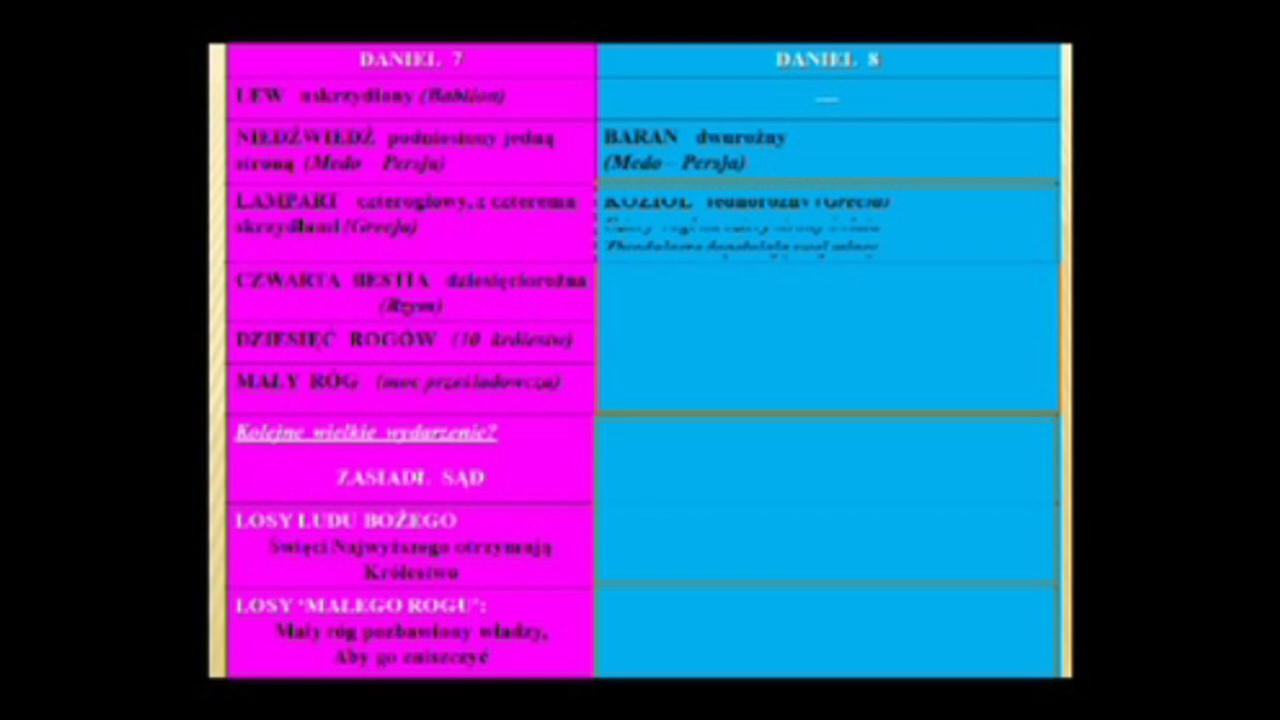 DANIEL 7
DANIEL 8
LEW uskrzydlony (Babilon)
—
NIEDŹWIEDŹ podniesiony jedną
stroną (Medo – Persja)
BARAN dwurożny
(Medo – Persja)
LAMPART czterogłowy, z czterema
skrzydłami (Grecja)
KOZIOŁ jednorożny (Grecja)
CZWARTA BESTIA dziesięciorożna
(Rzym)
DZIESIĘĆ ROGÓW (10 królestw)
MAŁY RÓG (moc prześladowcza)
Kolejne wielkie wydarzenie?
ZASIADŁ SĄD
LOSY LUDU BOŻEGO
Święci Najwyższego otrzymują
Królestwo
LOSY ‘MAŁEGO ROGU’:
Mały róg pozbawiony władzy,
Aby go zniszczyć